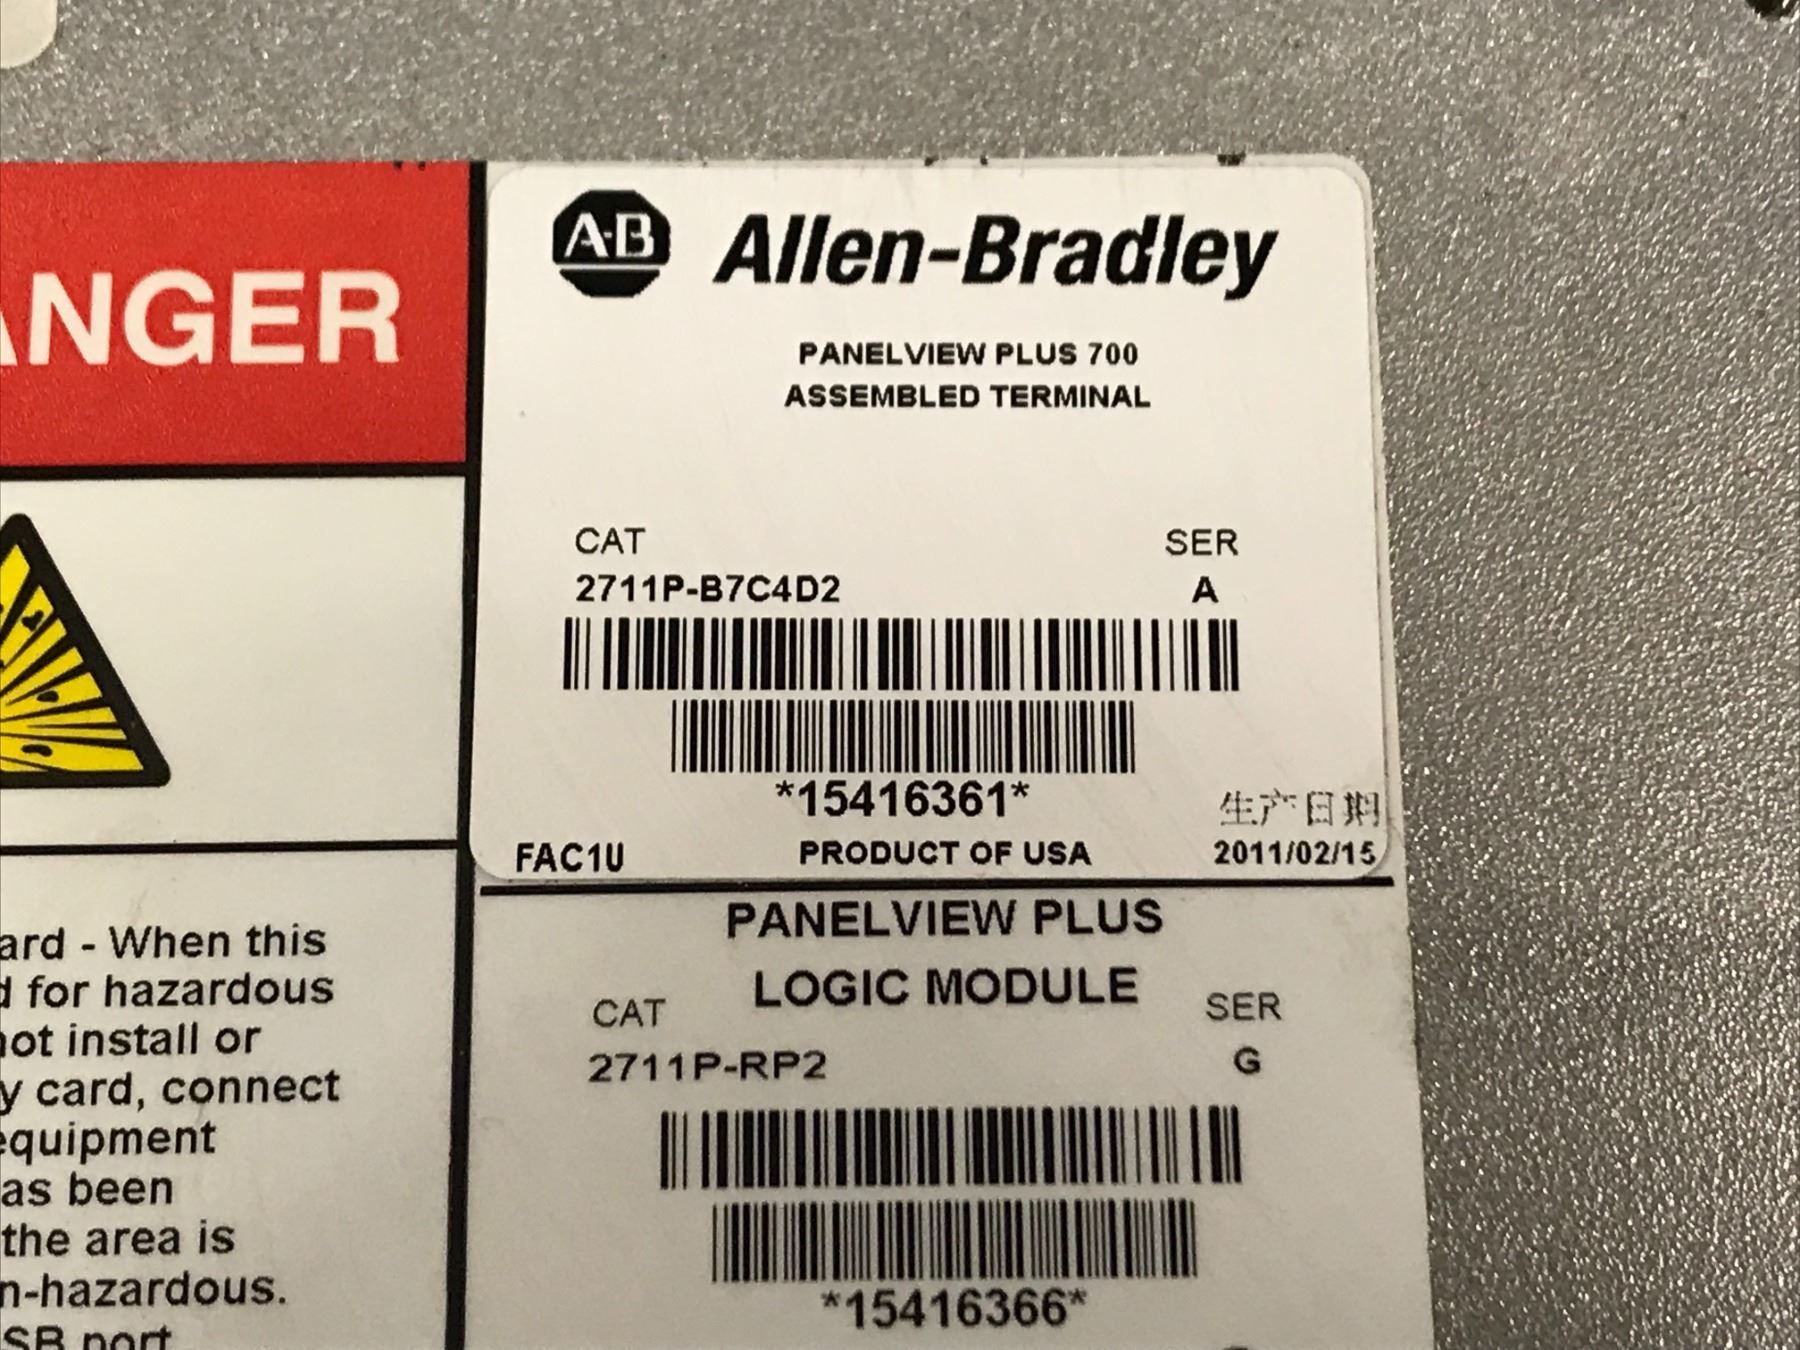 ANGER
A-B Allen-Bradley
PANELVIEW PLUS 700
ASSEMBLED TERMINAL
CAT SER
2711P-B7C4D2 A
*15416361*
生产日期
FAC1U PRODUCT OF USA 2011/02/15
PANELVIEW PLUS
LOGIC MODULE
CAT SER
2711P-RP2 G
*15416366*
ard - When this
d for hazardous
not install or
y card, connect
equipment
as been
the area is
n-hazardous.
SB port